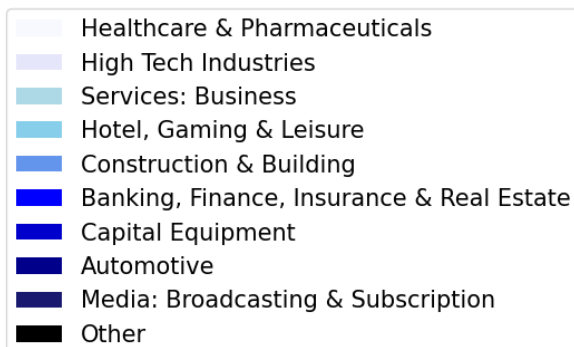 Healthcare & Pharmaceuticals
High Tech Industries
Services: Business
Hotel, Gaming & Leisure
Construction & Building
Banking, Finance, Insurance & Real Estate
Capital Equipment
Automotive
Media: Broadcasting & Subscription
Other